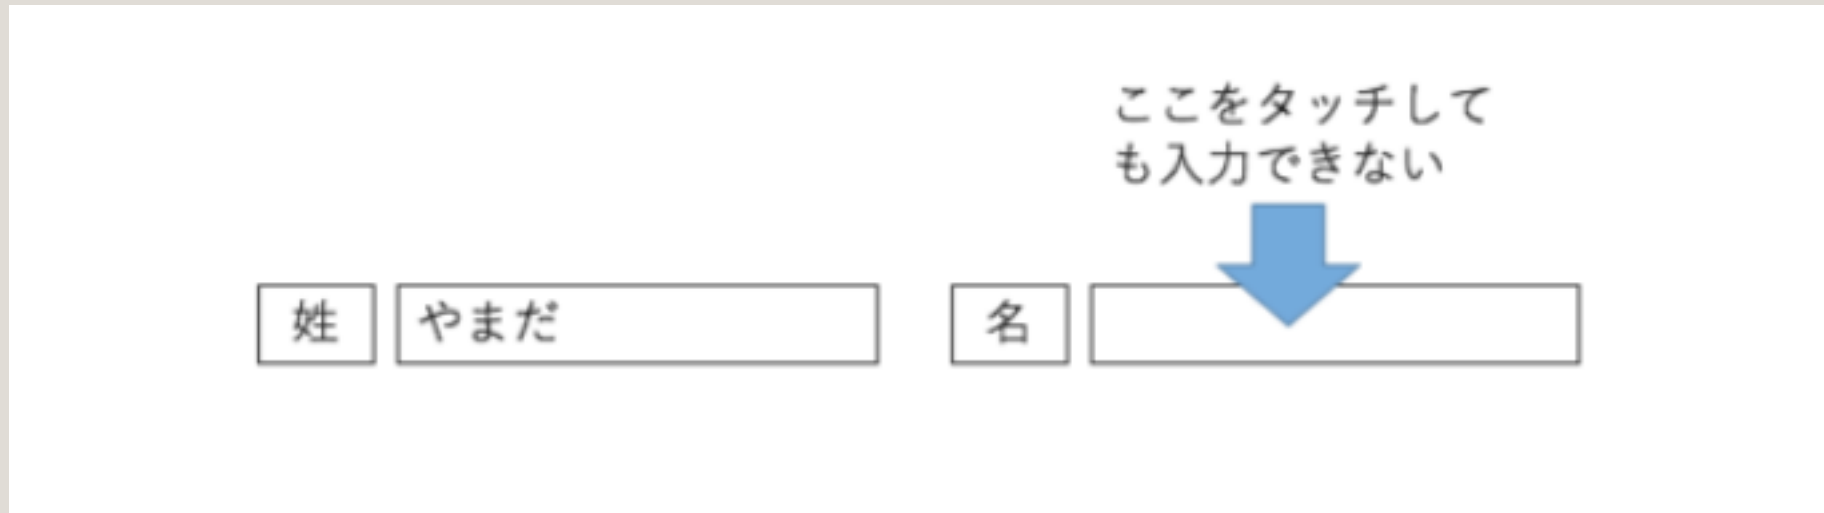 ここをタッチして
も入力できない
姓 やまだ 名